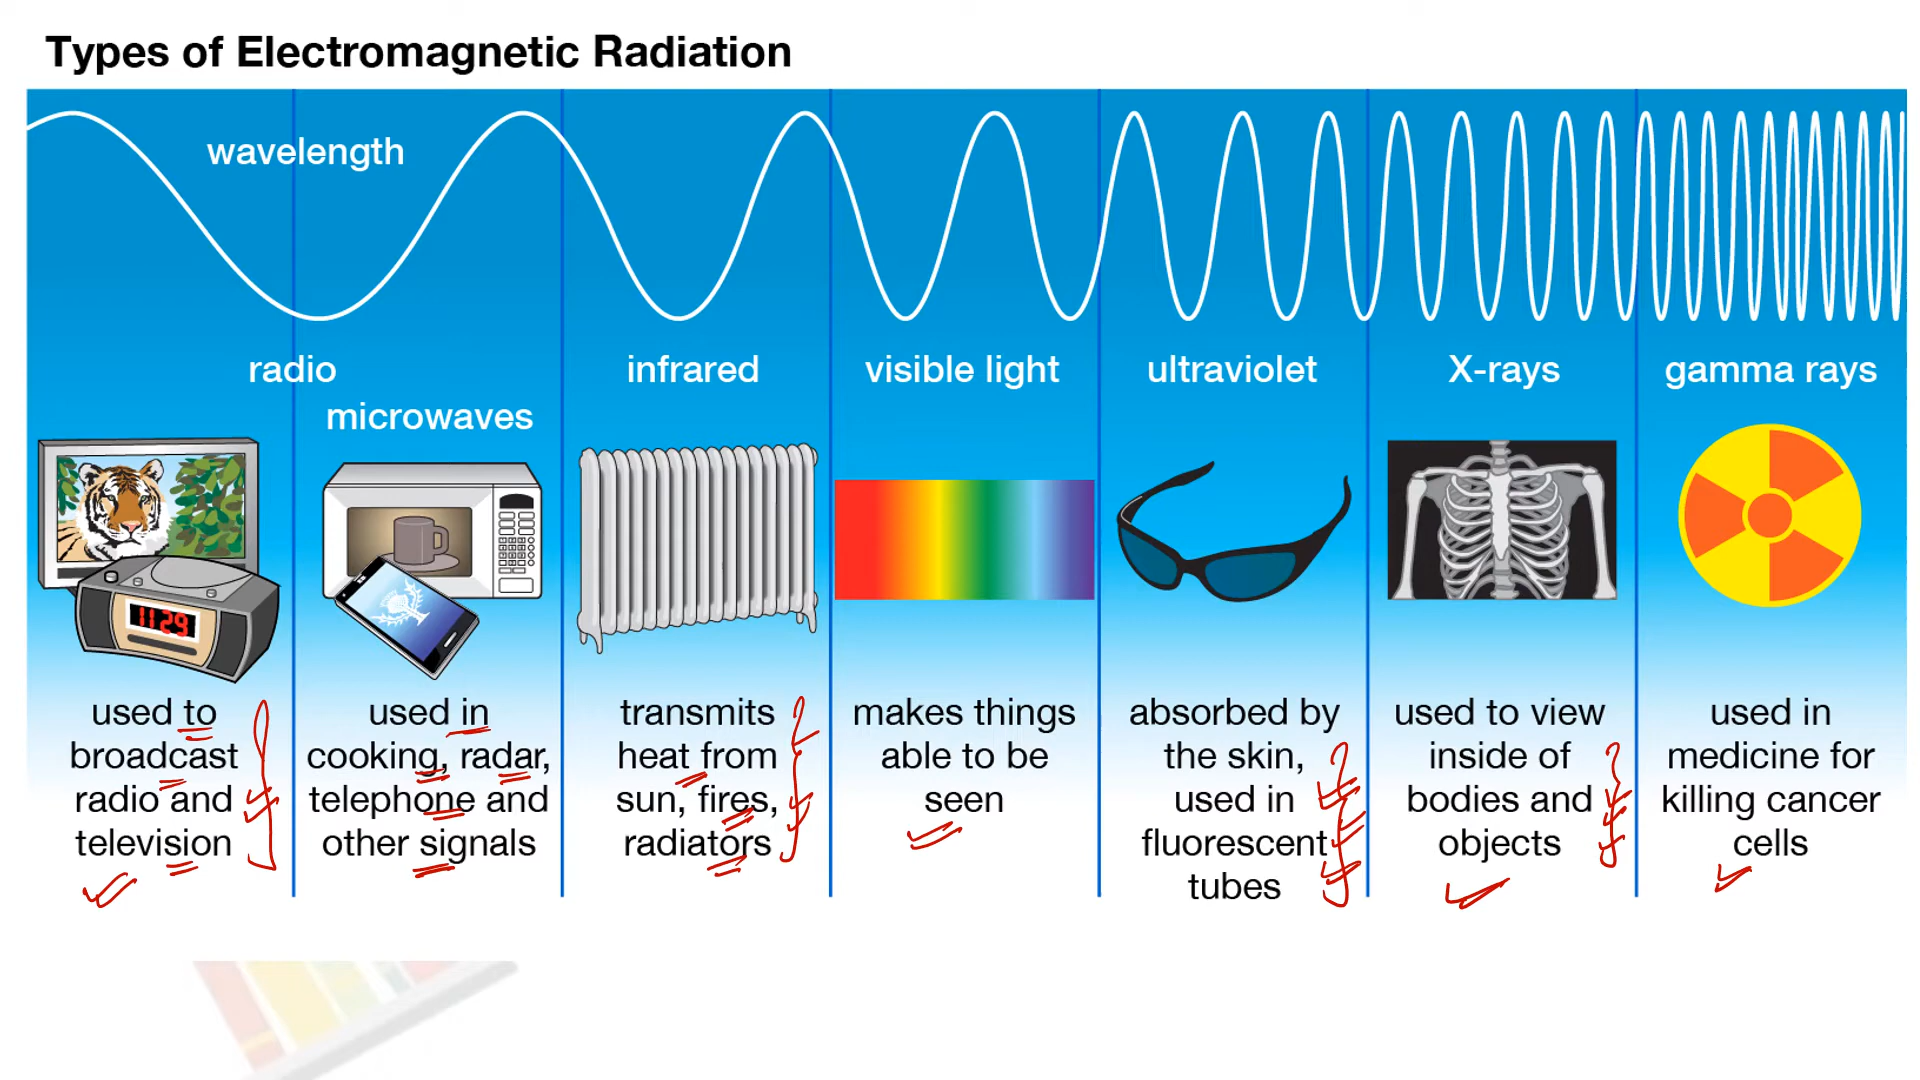 Types of Electromagnetic Radiation
wavelength
radio
microwaves
infrared
visible light
ultraviolet
X-rays
gamma rays
11:29
used to
broadcast
radio and
television
used in
cooking, radar,
telephone and
other signals
transmits
heat from
sun, fires,
radiators
makes things
able to be
seen
absorbed by
the skin,
used in
fluorescent
tubes
used to view
inside of
bodies and
objects
used in
medicine for
killing cancer
cells